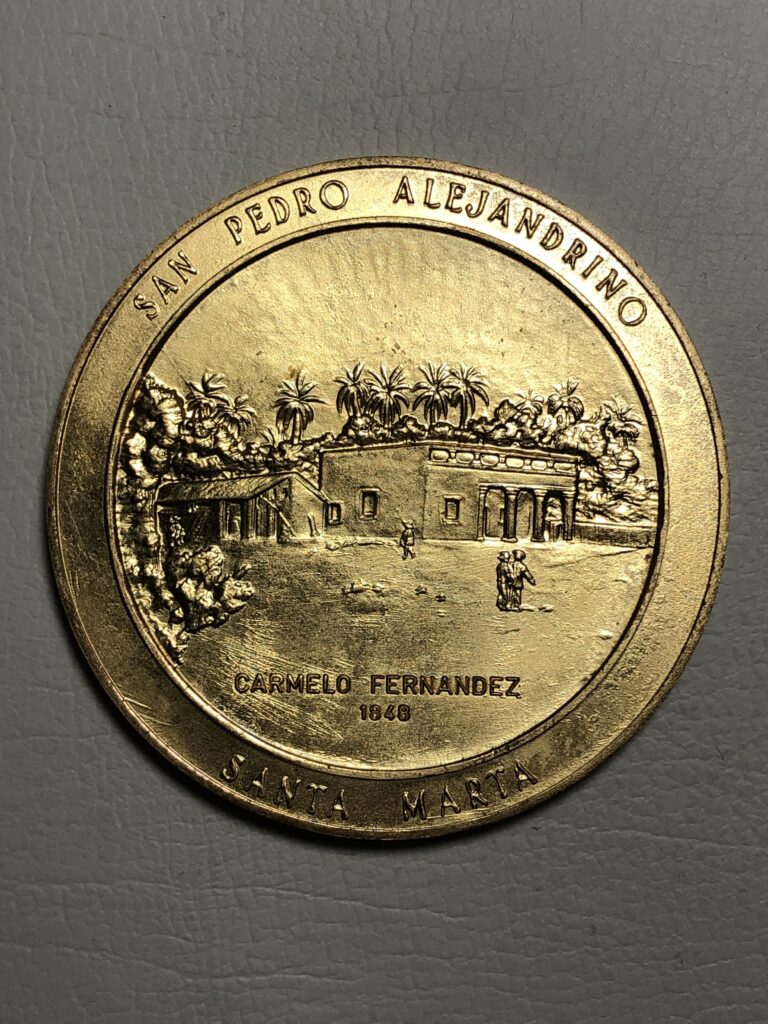 SAN PEDRO ALEJANDRINO
CARMELO FERNANDEZ
1848
SANTA MARTA